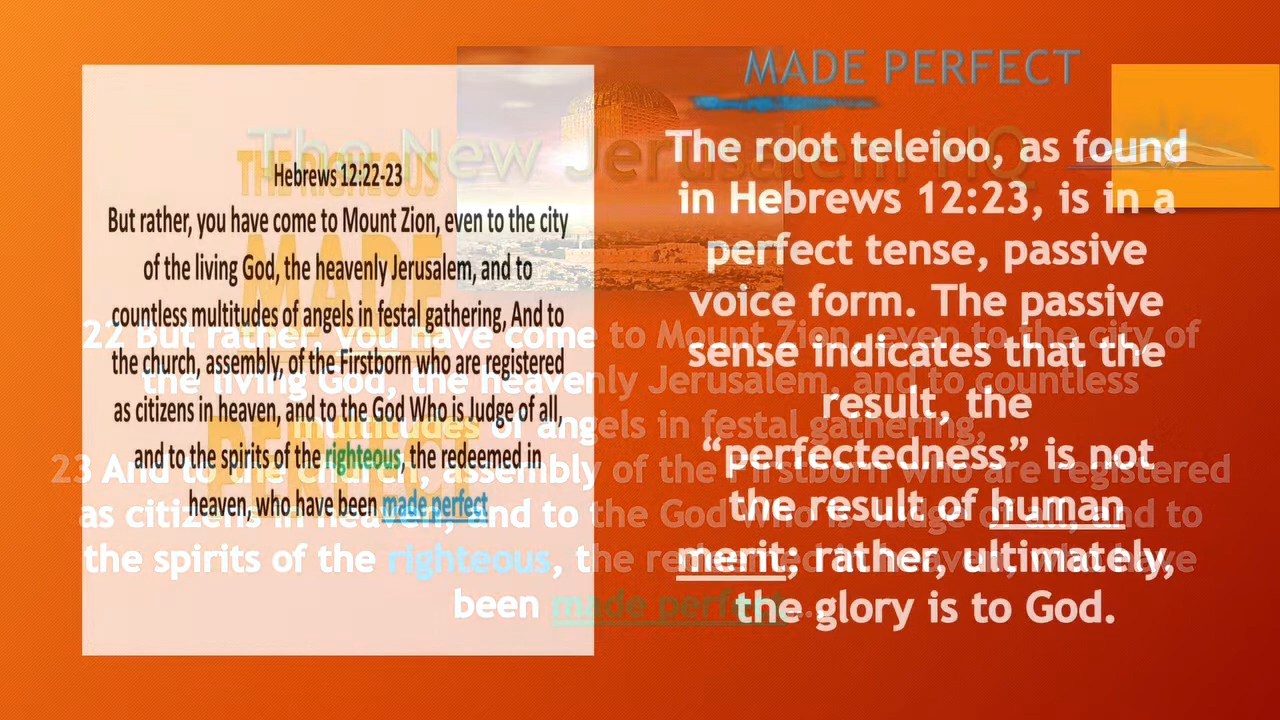 MADE PERFECT
The New Jerusalem HQ
THE RIGHEOUS
MADE
PERFECT
Hebrews 12:22-23
But rather, you have come to Mount Zion, even to the city
of the living God, the heavenly Jerusalem, and to
countless multitudes of angels in festal gathering, And to
the church, assembly, of the Firstborn who are registered
as citizens in heaven, and to the God Who is Judge of all,
and to the spirits of the righteous, the redeemed in
heaven, who have been made perfect
The root teleioo, as found
in Hebrews 12:23, is in a
perfect tense, passive
voice form. The passive
sense indicates that the
result, the
“perfectedness” is not
the result of human
merit; rather, ultimately,
the glory is to God.
22 But rather, you have come to Mount Zion, even to the city of
the living God, the heavenly Jerusalem, and to countless
multitudes of angels in festal gathering,
23 And to the church, assembly of the Firstborn who are registered
as citizens in heaven, and to the God Who is Judge of all, and to
the spirits of the righteous, the redeemed in heaven, who have
been made perfect